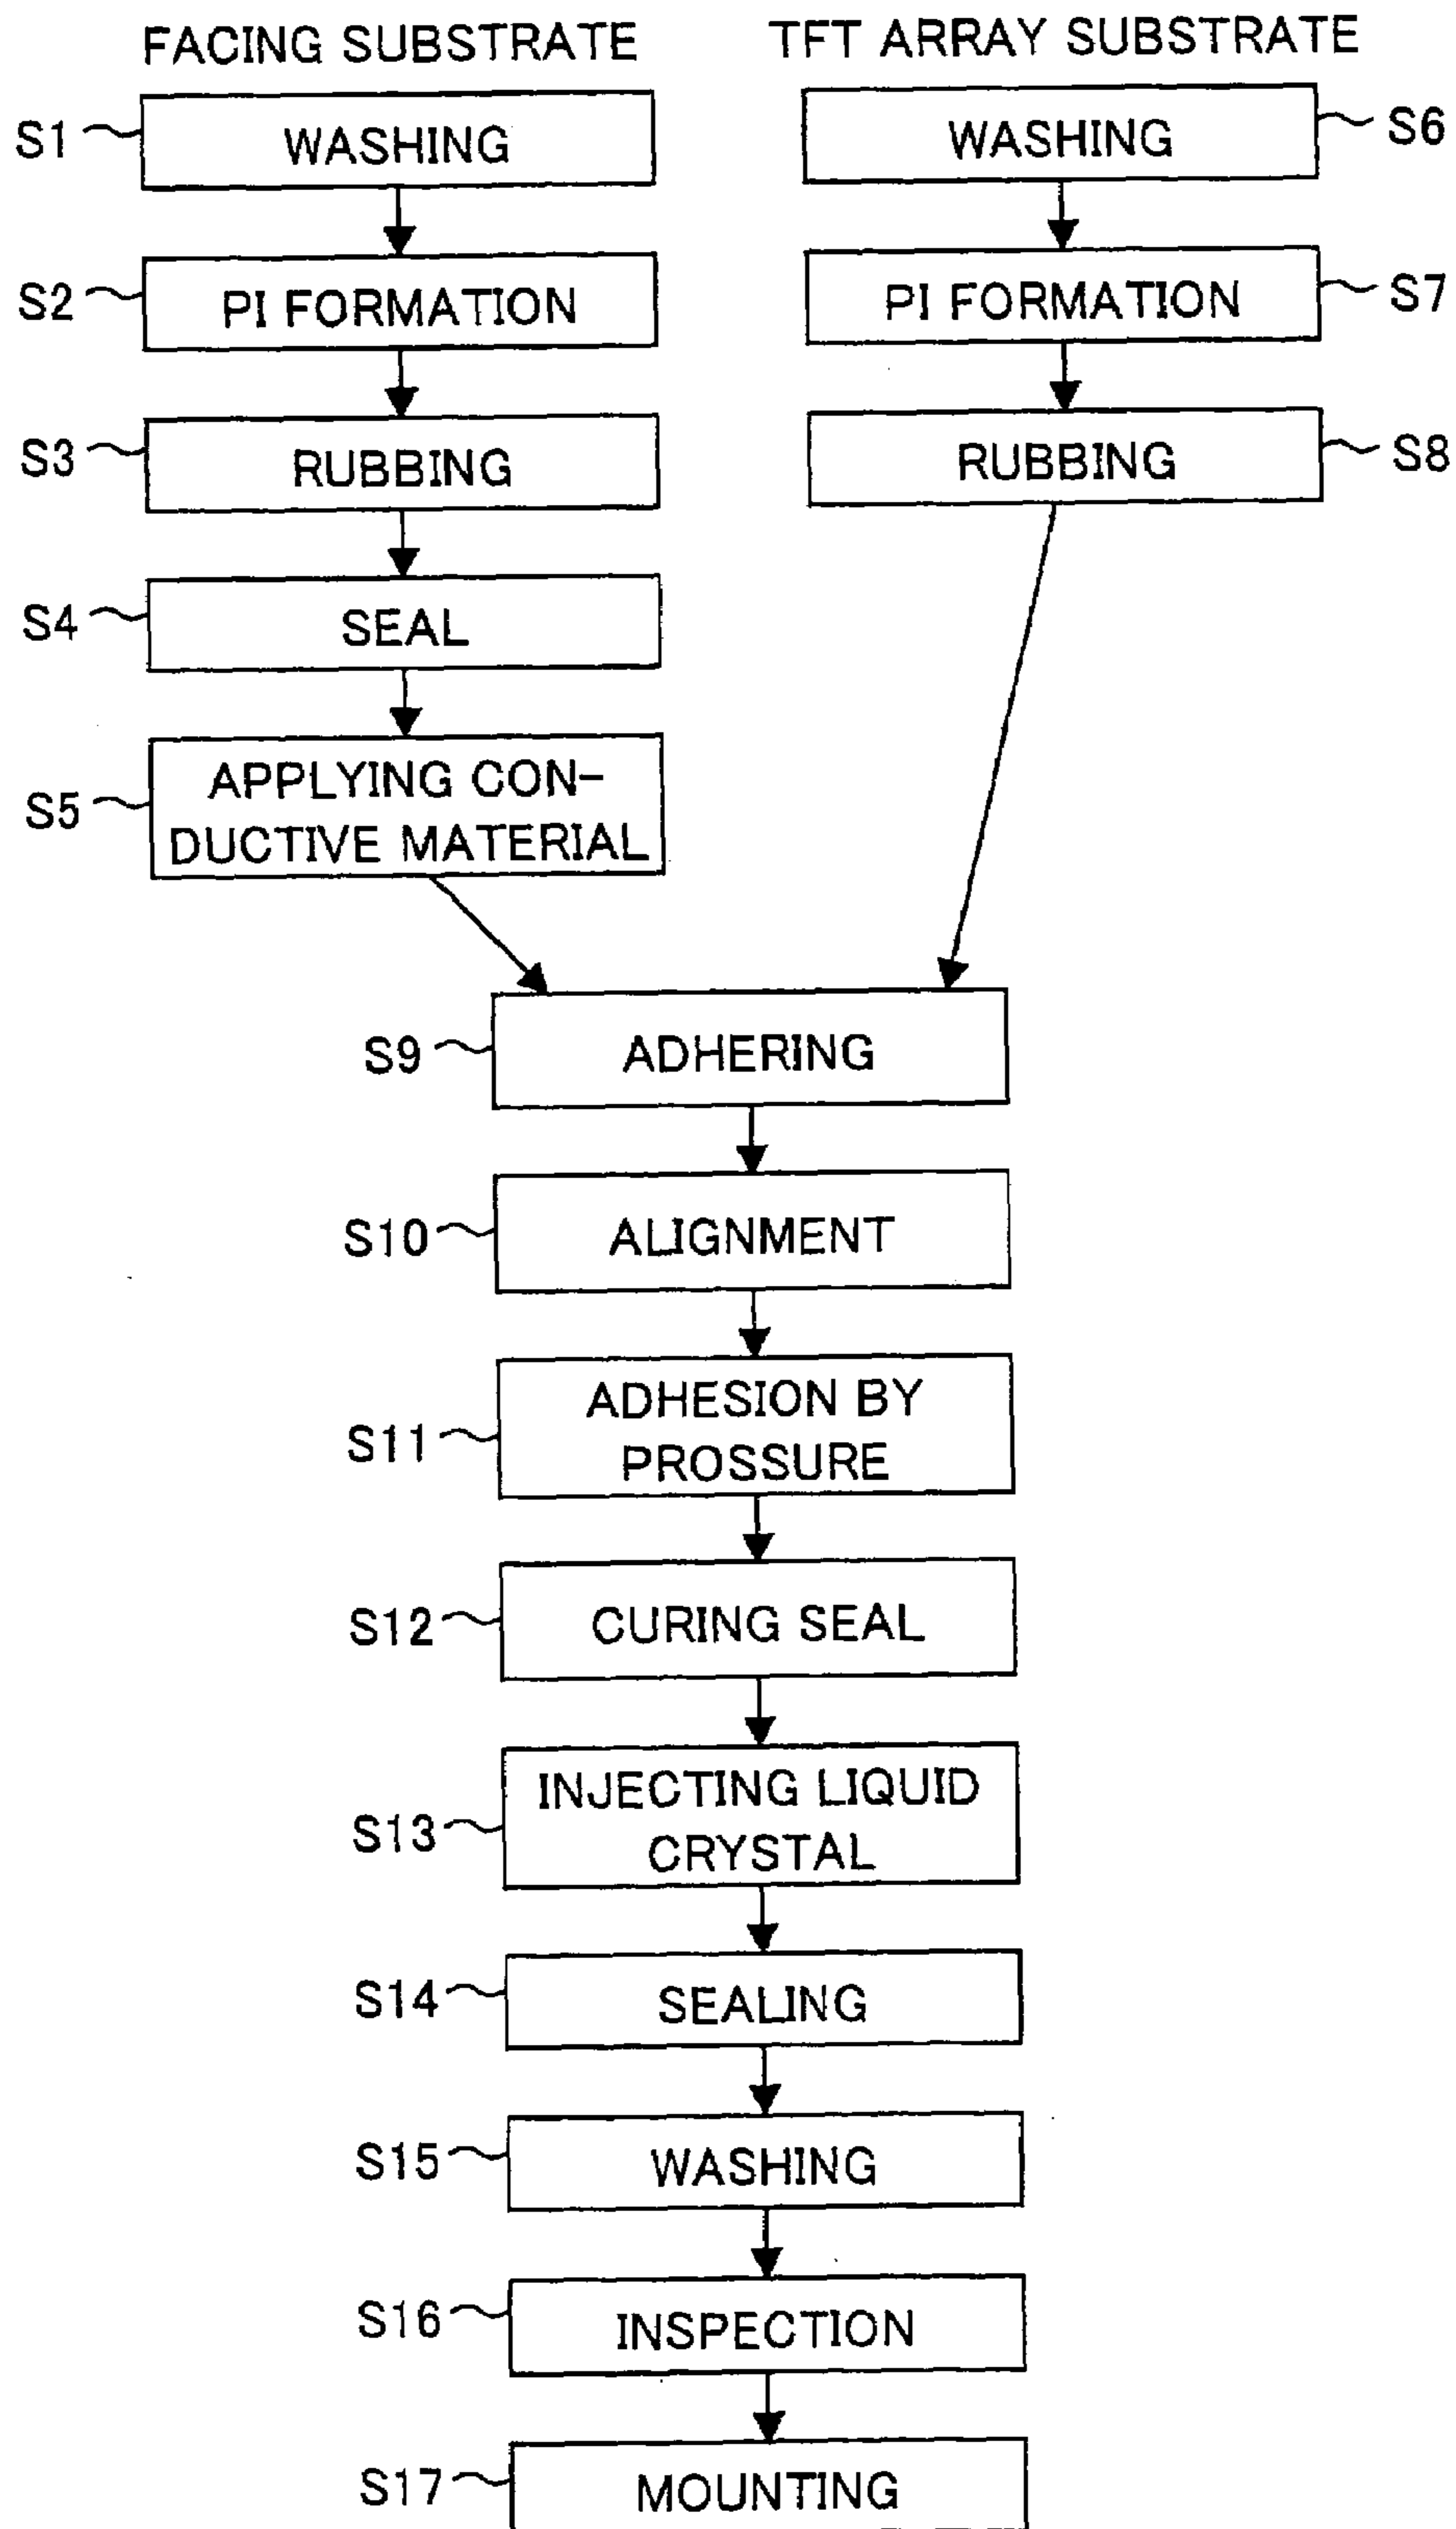 FACING SUBSTRATE
S1
WASHING
S2
PI FORMATION
S3
RUBBING
S4
SEAL
S5
APPLYING CON-
DUCTIVE MATERIAL
TFT ARRAY SUBSTRATE
WASHING
S6
PI FORMATION
S7
RUBBING
S8
S9
ADHERING
S10
ALIGNMENT
S11
ADHESION BY
PROSSURE
S12
CURING SEAL
S13
INJECTING LIQUID
CRYSTAL
S14
SEALING
S15
WASHING
S16
INSPECTION
S17
MOUNTING